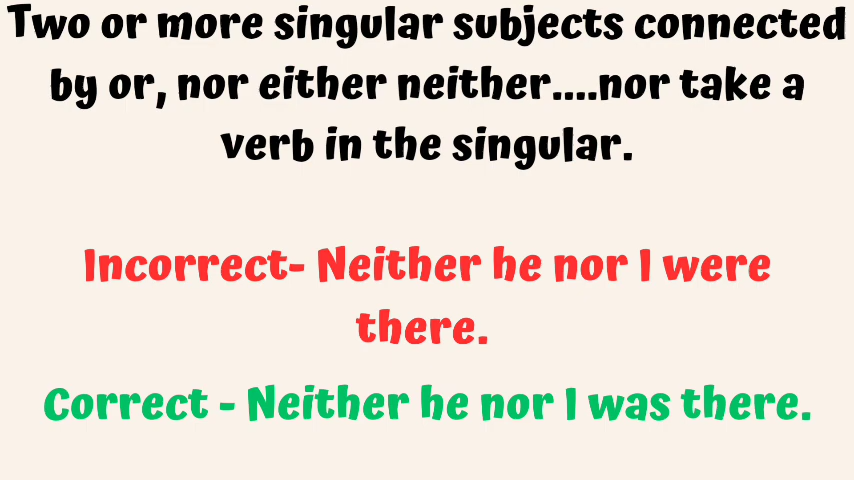 Two or more singular subjects connected
by or, nor either neither....nor take a
verb in the singular.
Incorrect- Neither he nor I were
there.
Correct - Neither he nor I was there.